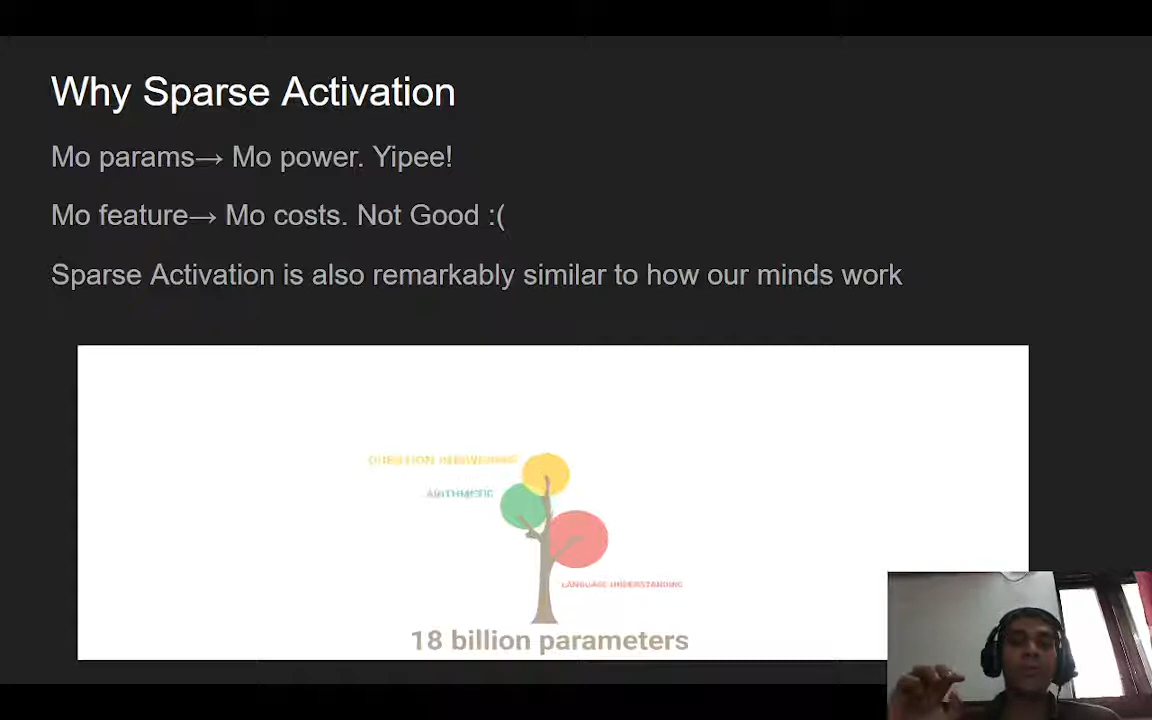 Why Sparse Activation
Mo params→ Mo power. Yipee!
Mo feature→ Mo costs. Not Good :(
Sparse Activation is also remarkably similar to how our minds work
QUESTION ANSWERING
ARITHMETIC
LANGUAGE UNDERSTANDING
18 billion parameters